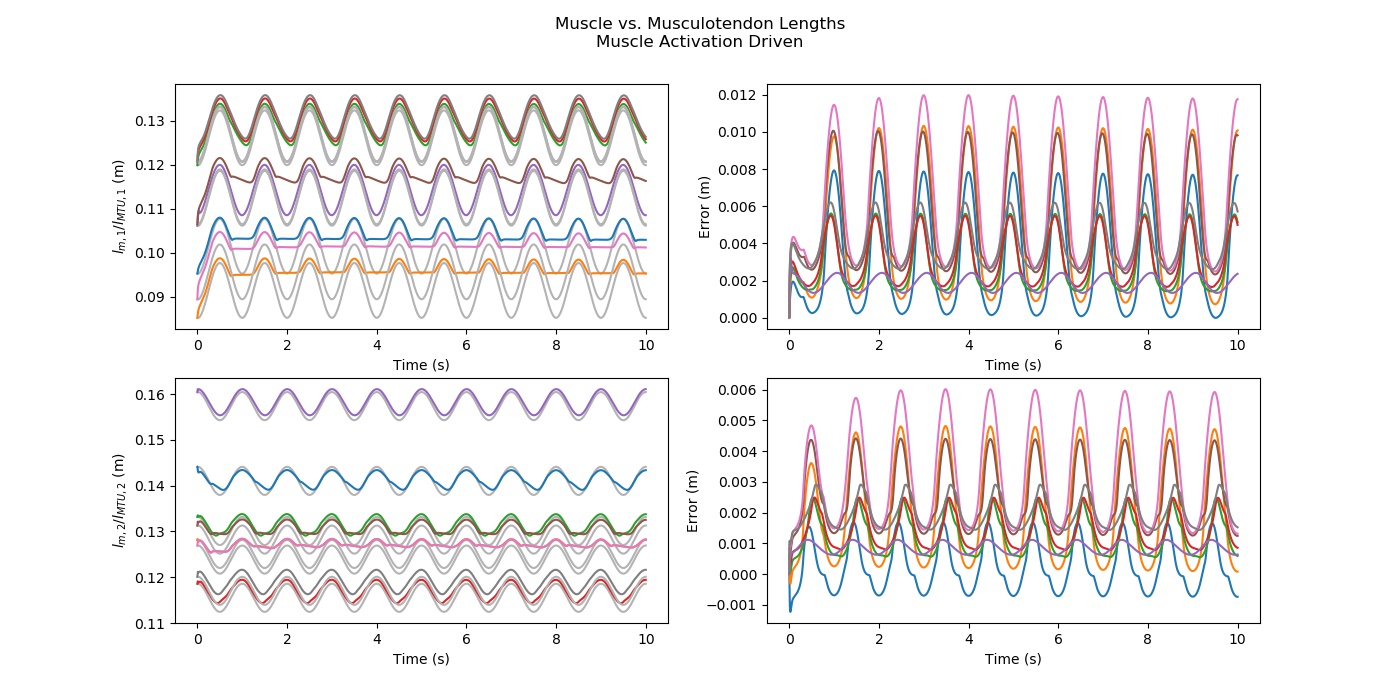 Muscle vs. Musculotendon Lengths
Muscle Activation Driven
0.13
0.12
0.11
0.10
0.09
l_{m,1}/l_{MTU,1} (m)
0 2 4 6 8 10
Time (s)
0.012
0.010
0.008
0.006
0.004
0.002
0.000
Error (m)
0 2 4 6 8 10
Time (s)
0.16
0.15
0.14
0.13
0.12
0.11
l_{m,2}/l_{MTU,2} (m)
0 2 4 6 8 10
Time (s)
0.006
0.005
0.004
0.003
0.002
0.001
0.000
−0.001
Error (m)
0 2 4 6 8 10
Time (s)